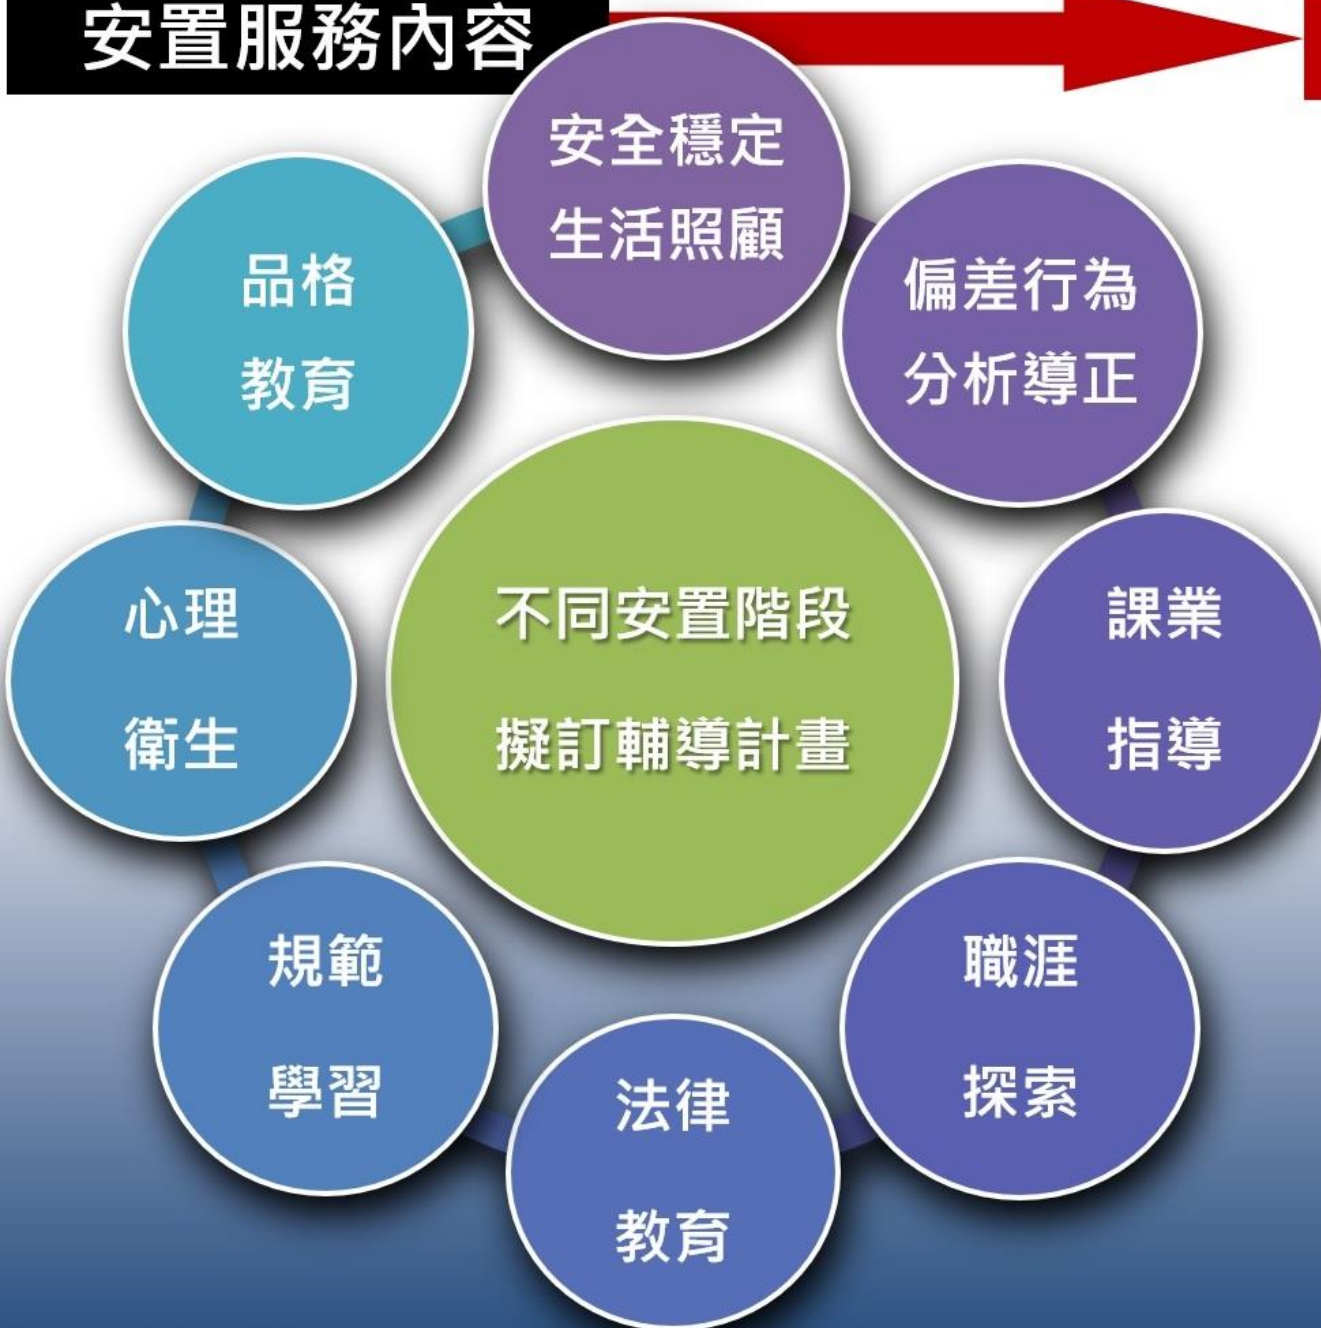 安置服務內容
安全穩定
生活照顧
偏差行為
分析導正
課業
指導
職涯
探索
法律
教育
規範
學習
心理
衛生
品格
教育
不同安置階段
擬訂輔導計畫